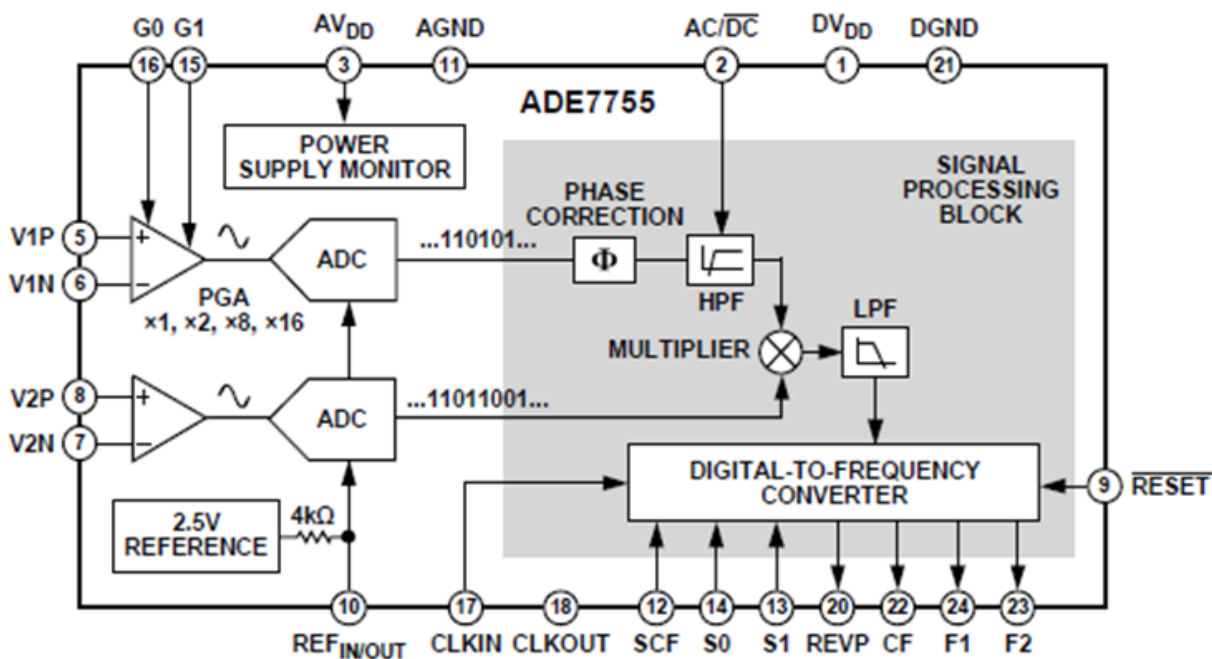 G0 G1 AV_DD AGND AC/DC DV_DD DGND
16 15 3 11 2 1 21
ADE7755
POWER
SUPPLY MONITOR
SIGNAL
PROCESSING
BLOCK
PHASE
CORRECTION
V1P 5 + ADC ...110101... Φ
V1N 6 −
HPF
PGA
×1, ×2, ×8, ×16
LPF
MULTIPLIER
V2P 8 + ADC ...11011001...
V2N 7 −
DIGITAL-TO-FREQUENCY
CONVERTER
9 RESET
2.5V
REFERENCE
4kΩ
10 17 18 12 14 13 20 22 24 23
REF_IN/OUT CLKIN CLKOUT SCF S0 S1 REVP CF F1 F2